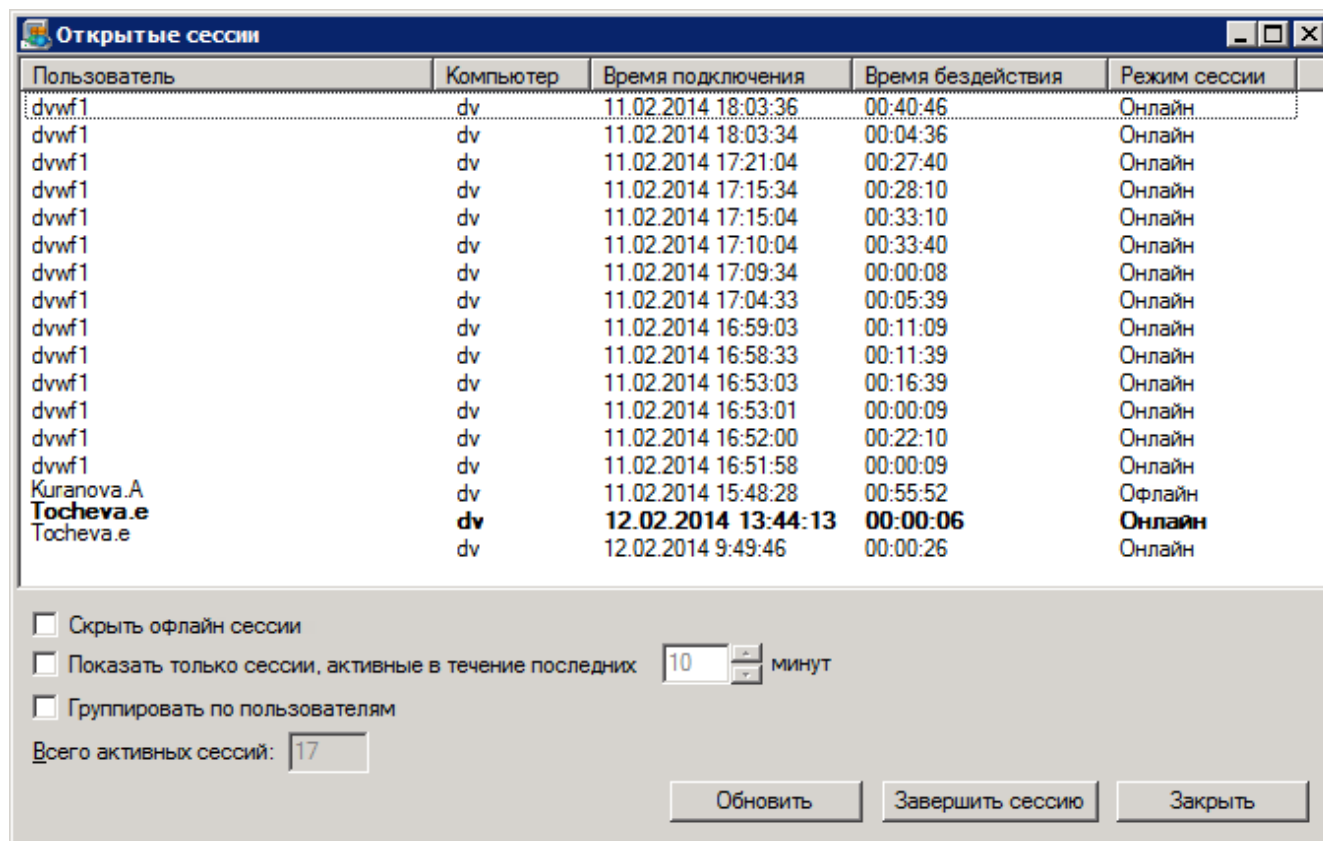 Открытые сессии
Пользователь Компьютер Время подключения Время бездействия Режим сессии
dvwf1 dv 11.02.2014 18:03:36 00:40:46 Онлайн
dvwf1 dv 11.02.2014 18:03:34 00:04:36 Онлайн
dvwf1 dv 11.02.2014 17:21:04 00:27:40 Онлайн
dvwf1 dv 11.02.2014 17:15:34 00:28:10 Онлайн
dvwf1 dv 11.02.2014 17:15:04 00:33:10 Онлайн
dvwf1 dv 11.02.2014 17:10:04 00:33:40 Онлайн
dvwf1 dv 11.02.2014 17:09:34 00:00:08 Онлайн
dvwf1 dv 11.02.2014 17:04:33 00:05:39 Онлайн
dvwf1 dv 11.02.2014 16:59:03 00:11:09 Онлайн
dvwf1 dv 11.02.2014 16:58:33 00:11:39 Онлайн
dvwf1 dv 11.02.2014 16:53:03 00:16:39 Онлайн
dvwf1 dv 11.02.2014 16:53:01 00:00:09 Онлайн
dvwf1 dv 11.02.2014 16:52:00 00:22:10 Онлайн
dvwf1 dv 11.02.2014 16:51:58 00:00:09 Онлайн
Kuranova.A dv 11.02.2014 15:48:28 00:55:52 Офлайн
Tocheva.e dv 12.02.2014 13:44:13 00:00:06 Онлайн
Tocheva.e dv 12.02.2014 9:49:46 00:00:26 Онлайн
Скрыть офлайн сессии
Показать только сессии, активные в течение последних 10 минут
Группировать по пользователям
Всего активных сессий: 17
Обновить Завершить сессию Закрыть